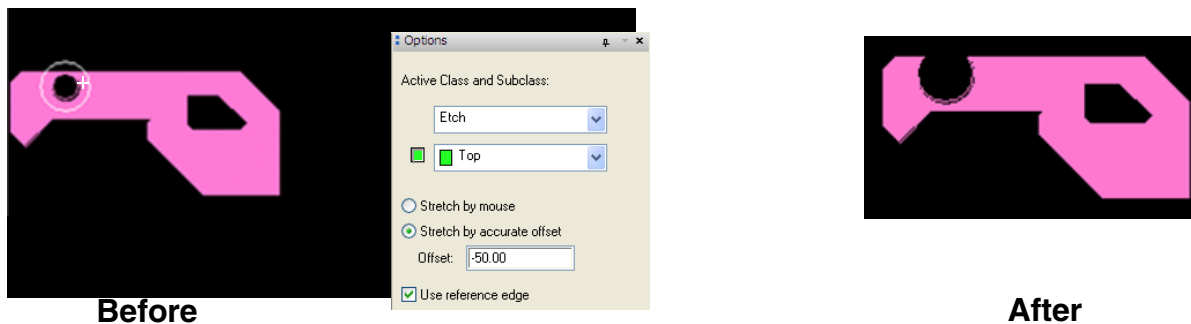 Options
Active Class and Subclass:
Etch
Top
Stretch by mouse
Stretch by accurate offset
Offset: -50.00
Use reference edge
Before
After